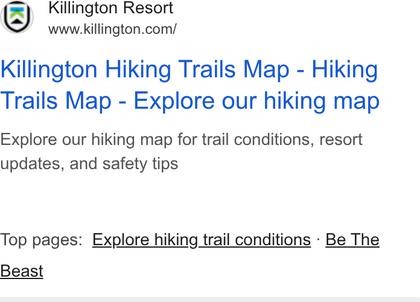 Killington Resort
www.killington.com/
Killington Hiking Trails Map - Hiking
Trails Map - Explore our hiking map
Explore our hiking map for trail conditions, resort
updates, and safety tips
Top pages: Explore hiking trail conditions · Be The
Beast